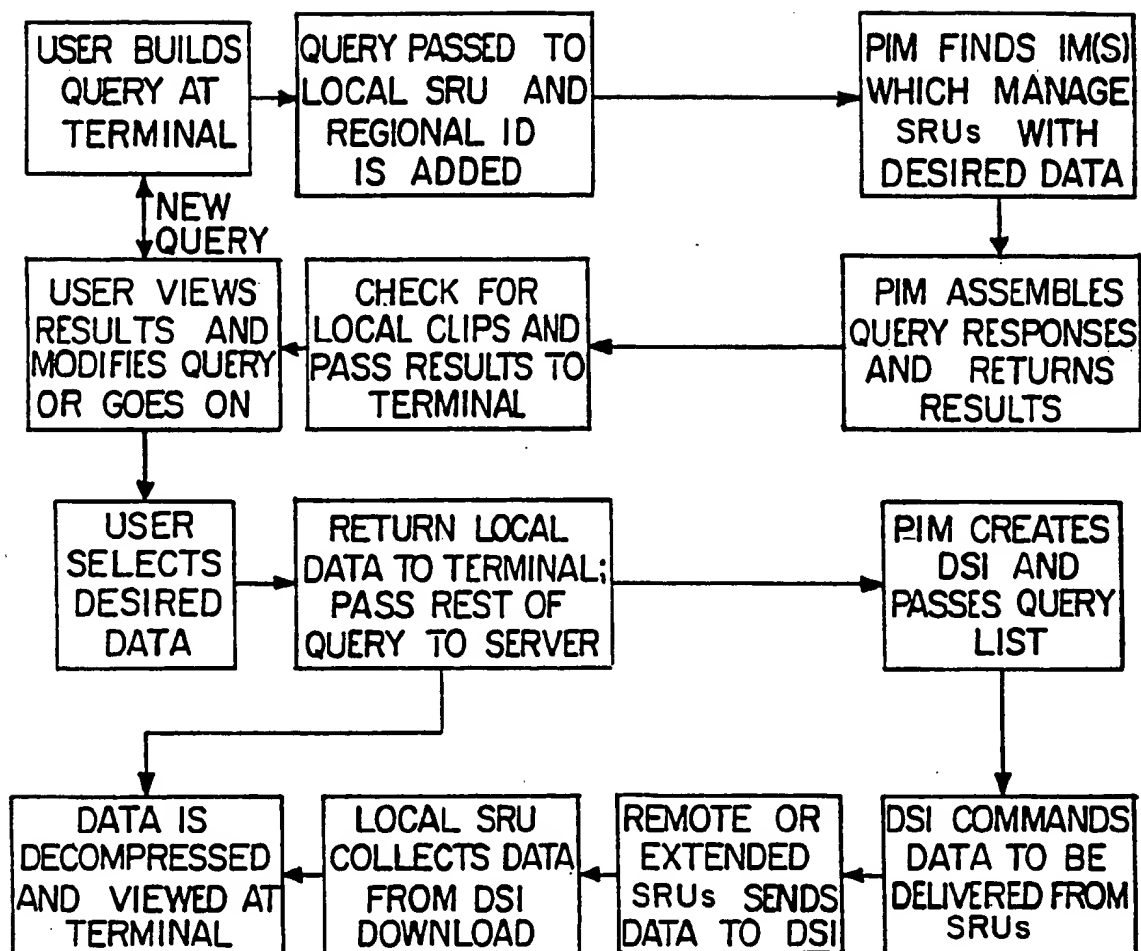 USER BUILDS
QUERY AT
TERMINAL
QUERY PASSED TO
LOCAL SRU AND
REGIONAL ID
IS ADDED
PIM FINDS IM(S)
WHICH MANAGE
SRUs WITH
DESIRED DATA
NEW
QUERY
USER VIEWS
RESULTS AND
MODIFIES QUERY
OR GOES ON
CHECK FOR
LOCAL CLIPS AND
PASS RESULTS TO
TERMINAL
PIM ASSEMBLES
QUERY RESPONSES
AND RETURNS
RESULTS
USER
SELECTS
DESIRED
DATA
RETURN LOCAL
DATA TO TERMINAL;
PASS REST OF
QUERY TO SERVER
PIM CREATES
DSI AND
PASSES QUERY
LIST
DATA IS
DECOMPRESSED
AND VIEWED AT
TERMINAL
LOCAL SRU
COLLECTS DATA
FROM DSI
DOWNLOAD
REMOTE OR
EXTENDED
SRUs SENDS
DATA TO DSI
DSI COMMANDS
DATA TO BE
DELIVERED FROM
SRUs